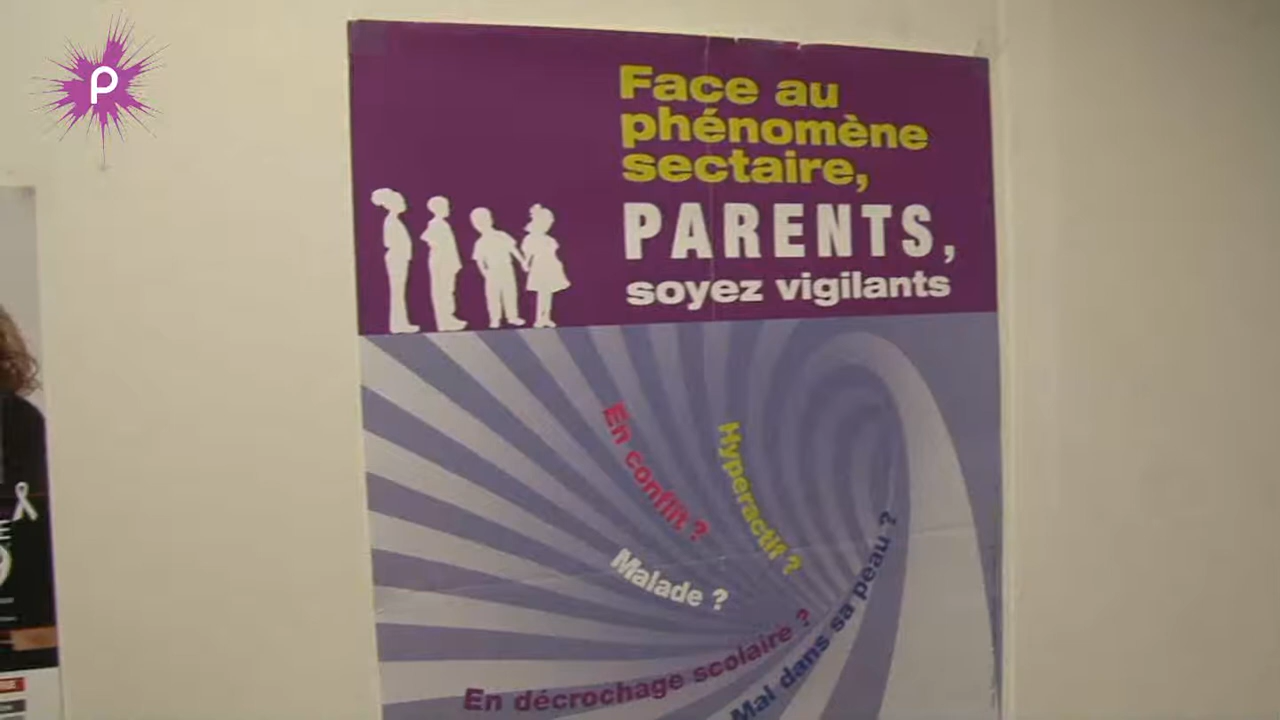 P
Face au
phénomène
sectaire,
PARENTS,
soyez vigilants
En conflit ?
Hyperactif ?
Malade ?
En décrochage scolaire ?
Mal dans sa peau ?